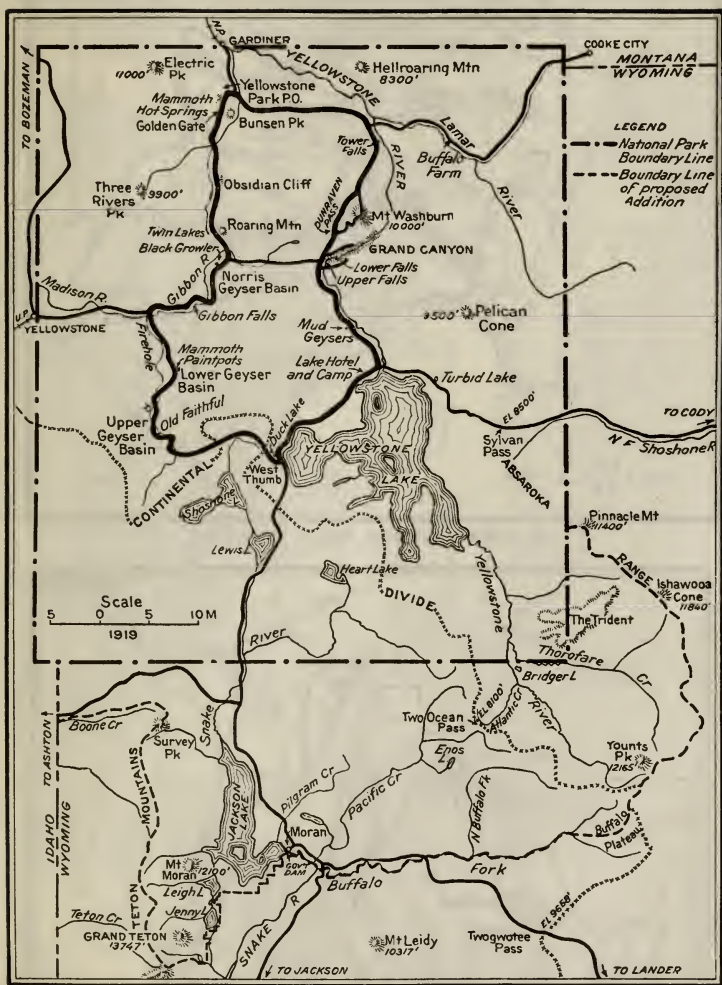 N.P.
GARDINER
COOKE CITY
MONTANA
WYOMING
TO BOZEMAN
11000'
Electric
Pk
YELLOWSTONE
Hellroaring Mtn
8300'
Yellowstone
Park P.O.
Mammoth
Hot Springs
Golden Gate
Bunsen Pk
Tower
Falls
RIVER
Lamar
River
Buffalo
Farm
LEGEND
National Park
Boundary Line
Boundary Line
of proposed
Addition
Three
Rivers
Pk
9900'
Obsidian Cliff
DUNRAVEN
PASS
Mt Washburn
10000'
Twin Lakes
Roaring Mtn
Black Growler
GRAND CANYON
Gibbon R.
Norris
Geyser Basin
Lower Falls
Upper Falls
Madison R.
U.P.
YELLOWSTONE
Gibbon Falls
9500'
Pelican
Cone
Firehole
Mud
Geysers
Mammoth
Paintpots
Lower Geyser
Basin
Lake Hotel
and Camp
Turbid Lake
Old Faithful
Upper
Geyser
Basin
Duck Lake
EL 8500'
TO CODY
Sylvan
Pass
N F Shoshone R
ABSAROKA
CONTINENTAL
West
Thumb
YELLOWSTONE
LAKE
Shoshone
L
Lewis L
Heart Lake
Pinnacle Mt
11400'
RANGE
Ishawooa
Cone
11840'
DIVIDE
Yellowstone
The Trident
Scale
5 0 5 10 M
1919
River
Thorofare
Cr
Bridger L
TO ASHTON
Boone Cr
Snake
Survey
Pk
Two Ocean
Pass
EL 8100'
Atlantic Cr
River
Enos
L
Younts
Pk
12165'
IDAHO
WYOMING
MOUNTAINS
JACKSON
LAKE
Pilgram Cr
Pacific Cr
N Buffalo Fk
Buffalo
Plateau
Moran
GOVT
DAM
Mt
Moran
12100'
Leigh L
Buffalo
Fork
TETON
Jenny L
Teton Cr
GRAND TETON
13747'
SNAKE R
Mt Leidy
10317'
EL 9658'
Twogwotee
Pass
TO JACKSON
TO LANDER